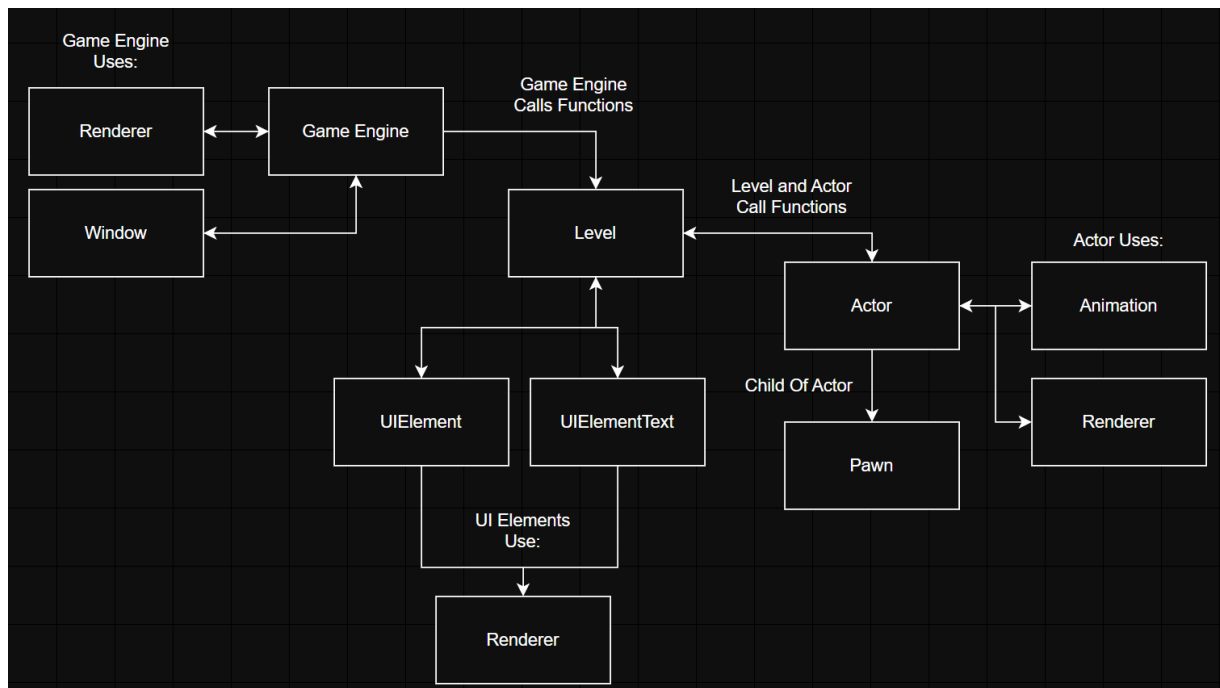 Game Engine
Uses:
Renderer
Game Engine
Game Engine
Calls Functions
Window
Level
Level and Actor
Call Functions
Actor
Actor Uses:
Animation
Renderer
Child Of Actor
Pawn
UIElement
UIElementText
UI Elements
Use:
Renderer